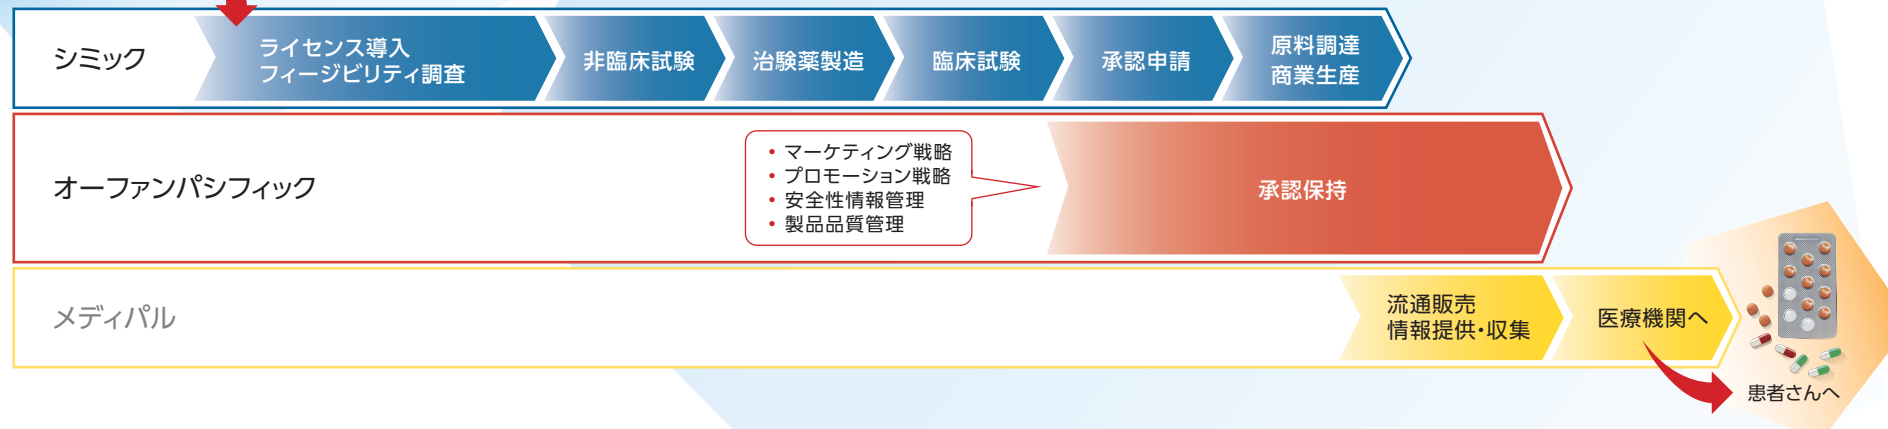 シミック
ライセンス導入
フィージビリティ調査
非臨床試験
治験薬製造
臨床試験
承認申請
原料調達
商業生産
オーファンパシフィック
• マーケティング戦略
• プロモーション戦略
• 安全性情報管理
• 製品品質管理
承認保持
メディパル
流通販売
情報提供・収集
医療機関へ
患者さんへ